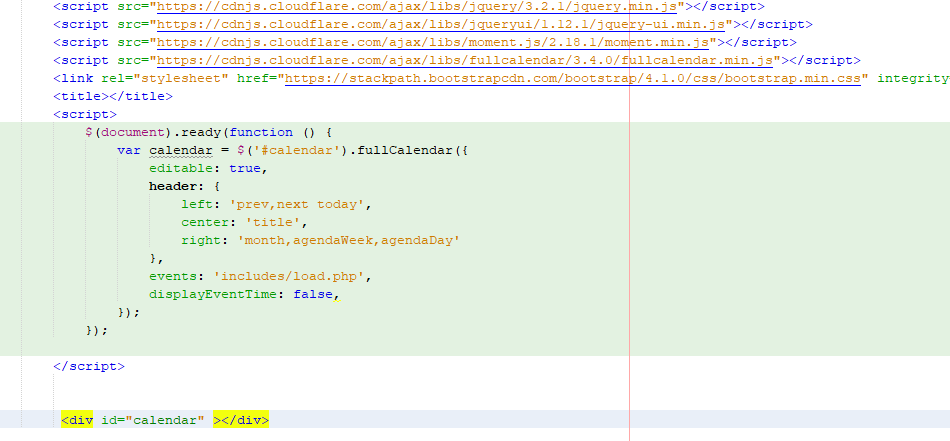 <script src="https://cdnjs.cloudflare.com/ajax/libs/jquery/3.2.1/jquery.min.js"></script>
<script src="https://cdnjs.cloudflare.com/ajax/libs/jqueryui/1.12.1/jquery-ui.min.js"></script>
<script src="https://cdnjs.cloudflare.com/ajax/libs/moment.js/2.18.1/moment.min.js"></script>
<script src="https://cdnjs.cloudflare.com/ajax/libs/fullcalendar/3.4.0/fullcalendar.min.js"></script>
<link rel="stylesheet" href="https://stackpath.bootstrapcdn.com/bootstrap/4.1.0/css/bootstrap.min.css" integrity
<title></title>
<script>
$(document).ready(function () {
var calendar = $('#calendar').fullCalendar({
editable: true,
header: {
left: 'prev,next today',
center: 'title',
right: 'month,agendaWeek,agendaDay'
},
events: 'includes/load.php',
displayEventTime: false,
});
});
</script>
<div id="calendar" ></div>